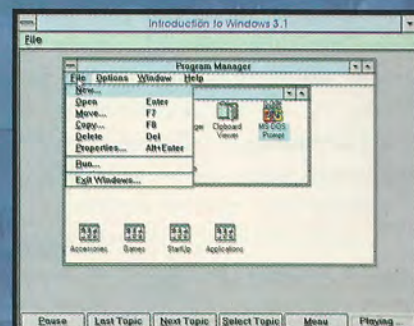 Introduction to Windows 3.1
File
Program Manager
File Options Window Help
New...
Open Enter
Move... F7
Copy... F8
Delete Del
Properties... Alt+Enter
Run...
Exit Windows...
Clipboard Viewer
MS-DOS Prompt
Accessories Games StartUp Applications
Pause Last Topic Next Topic Select Topic Menu Playing...